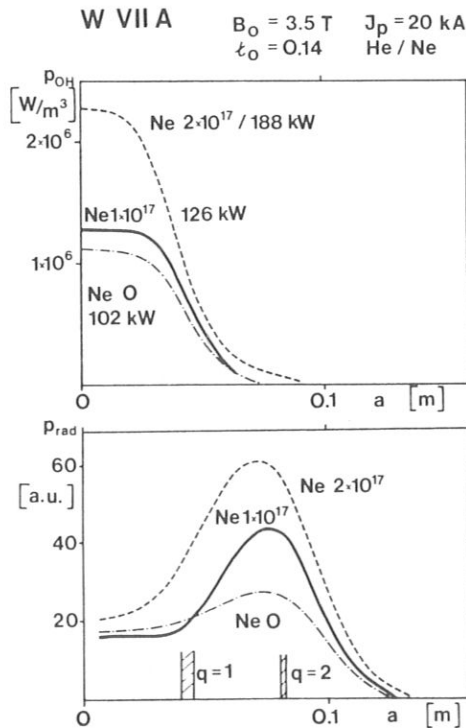 W VII A B₀ = 3.5 T Jₚ = 20 kA
ƭ₀ = 0.14 He / Ne
p_OH
[W/m³]
2×10⁶
Ne 2×10¹⁷ / 188 kW
Ne 1×10¹⁷ 126 kW
1×10⁶
Ne O
102 kW
0 0.1 a [m]
p_rad
60
[a.u.]
Ne 2×10¹⁷
Ne 1×10¹⁷
40
20
Ne O
q = 1 q = 2
0 0.1 a [m]